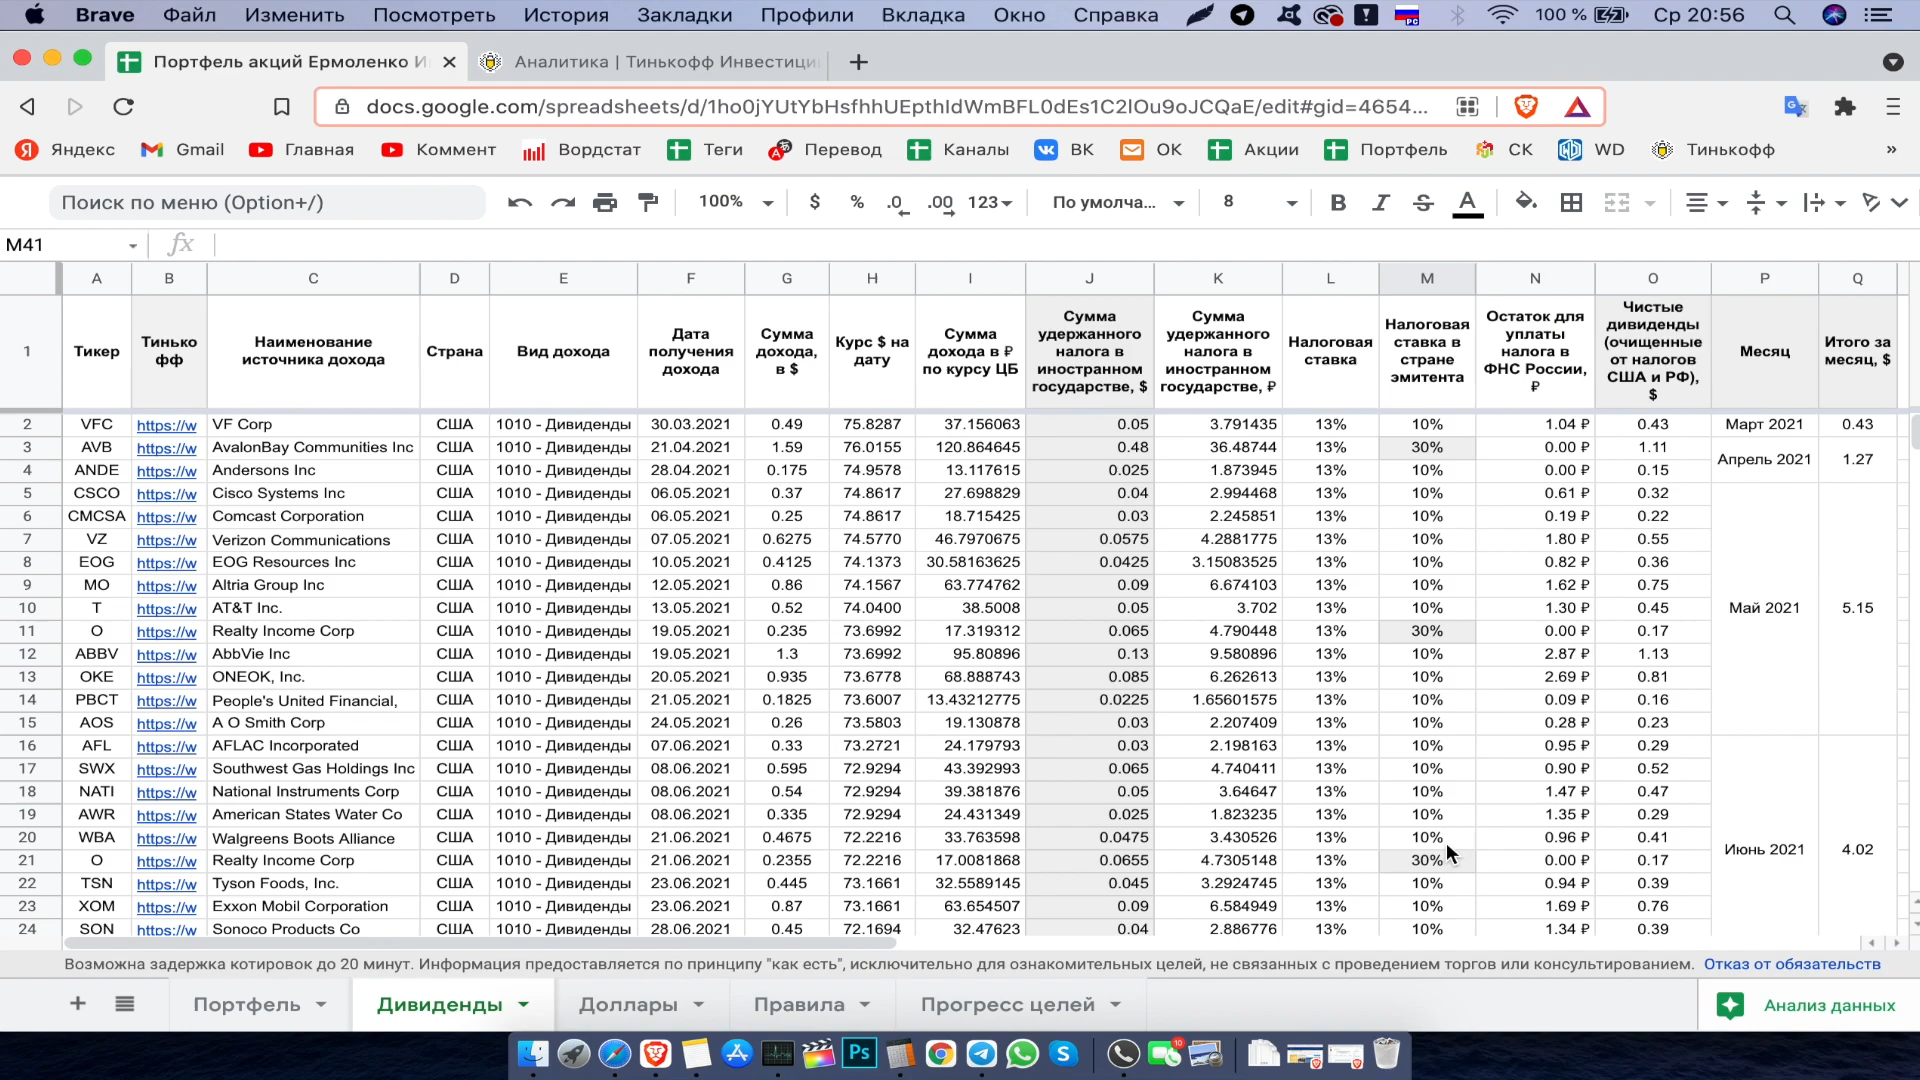 Brave Файл Изменить Посмотреть История Закладки Профили Вкладка Окно Справка 100 % Ср 20:56
Портфель акций Ермоленко И Аналитика | Тинькофф Инвестици
docs.google.com/spreadsheets/d/1ho0jYUtYbHsfhhUEpthIdWmBFL0dEs1C2lOu9oJCQaE/edit#gid=4654...
Яндекс Gmail Главная Коммент Вордстат Теги Перевод Каналы ВК ОК Акции Портфель СК WD Тинькофф »
Поиск по меню (Option+/) 100% $ % .0 .00 123 По умолча... 8 B I S A
M41 fx
A B C D E F G H I J K L M N O P Q
1 Тикер Тинько фф Наименование источника дохода Страна Вид дохода Дата получения дохода Сумма дохода, в $ Курс $ на дату Сумма дохода в ₽ по курсу ЦБ Сумма удержанного налога в иностранном государстве, $ Сумма удержанного налога в иностранном государстве, ₽ Налоговая ставка Налоговая ставка в стране эмитента Остаток для уплаты налога в ФНС России, ₽ Чистые дивиденды (очищенные от налогов США и РФ), $ Месяц Итого за месяц, $
2 VFC https://w VF Corp США 1010 - Дивиденды 30.03.2021 0.49 75.8287 37.156063 0.05 3.791435 13% 10% 1.04 ₽ 0.43 Март 2021 0.43
3 AVB https://w AvalonBay Communities Inc США 1010 - Дивиденды 21.04.2021 1.59 76.0155 120.864645 0.48 36.48744 13% 30% 0.00 ₽ 1.11
4 ANDE https://w Andersons Inc США 1010 - Дивиденды 28.04.2021 0.175 74.9578 13.117615 0.025 1.873945 13% 10% 0.00 ₽ 0.15 Апрель 2021 1.27
5 CSCO https://w Cisco Systems Inc США 1010 - Дивиденды 06.05.2021 0.37 74.8617 27.698829 0.04 2.994468 13% 10% 0.61 ₽ 0.32
6 CMCSA https://w Comcast Corporation США 1010 - Дивиденды 06.05.2021 0.25 74.8617 18.715425 0.03 2.245851 13% 10% 0.19 ₽ 0.22
7 VZ https://w Verizon Communications США 1010 - Дивиденды 07.05.2021 0.6275 74.5770 46.7970675 0.0575 4.2881775 13% 10% 1.80 ₽ 0.55
8 EOG https://w EOG Resources Inc США 1010 - Дивиденды 10.05.2021 0.4125 74.1373 30.58163625 0.0425 3.15083525 13% 10% 0.82 ₽ 0.36
9 MO https://w Altria Group Inc США 1010 - Дивиденды 12.05.2021 0.86 74.1567 63.774762 0.09 6.674103 13% 10% 1.62 ₽ 0.75
10 T https://w AT&T Inc. США 1010 - Дивиденды 13.05.2021 0.52 74.0400 38.5008 0.05 3.702 13% 10% 1.30 ₽ 0.45 Май 2021 5.15
11 O https://w Realty Income Corp США 1010 - Дивиденды 19.05.2021 0.235 73.6992 17.319312 0.065 4.790448 13% 30% 0.00 ₽ 0.17
12 ABBV https://w AbbVie Inc США 1010 - Дивиденды 19.05.2021 1.3 73.6992 95.80896 0.13 9.580896 13% 10% 2.87 ₽ 1.13
13 OKE https://w ONEOK, Inc. США 1010 - Дивиденды 20.05.2021 0.935 73.6778 68.888743 0.085 6.262613 13% 10% 2.69 ₽ 0.81
14 PBCT https://w People's United Financial, США 1010 - Дивиденды 21.05.2021 0.1825 73.6007 13.43212775 0.0225 1.65601575 13% 10% 0.09 ₽ 0.16
15 AOS https://w A O Smith Corp США 1010 - Дивиденды 24.05.2021 0.26 73.5803 19.130878 0.03 2.207409 13% 10% 0.28 ₽ 0.23
16 AFL https://w AFLAC Incorporated США 1010 - Дивиденды 07.06.2021 0.33 73.2721 24.179793 0.03 2.198163 13% 10% 0.95 ₽ 0.29
17 SWX https://w Southwest Gas Holdings Inc США 1010 - Дивиденды 08.06.2021 0.595 72.9294 43.392993 0.065 4.740411 13% 10% 0.90 ₽ 0.52
18 NATI https://w National Instruments Corp США 1010 - Дивиденды 08.06.2021 0.54 72.9294 39.381876 0.05 3.64647 13% 10% 1.47 ₽ 0.47
19 AWR https://w American States Water Co США 1010 - Дивиденды 08.06.2021 0.335 72.9294 24.431349 0.025 1.823235 13% 10% 1.35 ₽ 0.29
20 WBA https://w Walgreens Boots Alliance США 1010 - Дивиденды 21.06.2021 0.4675 72.2216 33.763598 0.0475 3.430526 13% 10% 0.96 ₽ 0.41
21 O https://w Realty Income Corp США 1010 - Дивиденды 21.06.2021 0.2355 72.2216 17.0081868 0.0655 4.7305148 13% 30% 0.00 ₽ 0.17 Июнь 2021 4.02
22 TSN https://w Tyson Foods, Inc. США 1010 - Дивиденды 23.06.2021 0.445 73.1661 32.5589145 0.045 3.2924745 13% 10% 0.94 ₽ 0.39
23 XOM https://w Exxon Mobil Corporation США 1010 - Дивиденды 23.06.2021 0.87 73.1661 63.654507 0.09 6.584949 13% 10% 1.69 ₽ 0.76
24 SON https://w Sonoco Products Co США 1010 - Дивиденды 28.06.2021 0.45 72.1694 32.47623 0.04 2.886776 13% 10% 1.34 ₽ 0.39
Возможна задержка котировок до 20 минут. Информация предоставляется по принципу "как есть", исключительно для ознакомительных целей, не связанных с проведением торгов или консультированием. Отказ от обязательств
Портфель Дивиденды Доллары Правила Прогресс целей Анализ данных
Ps 10